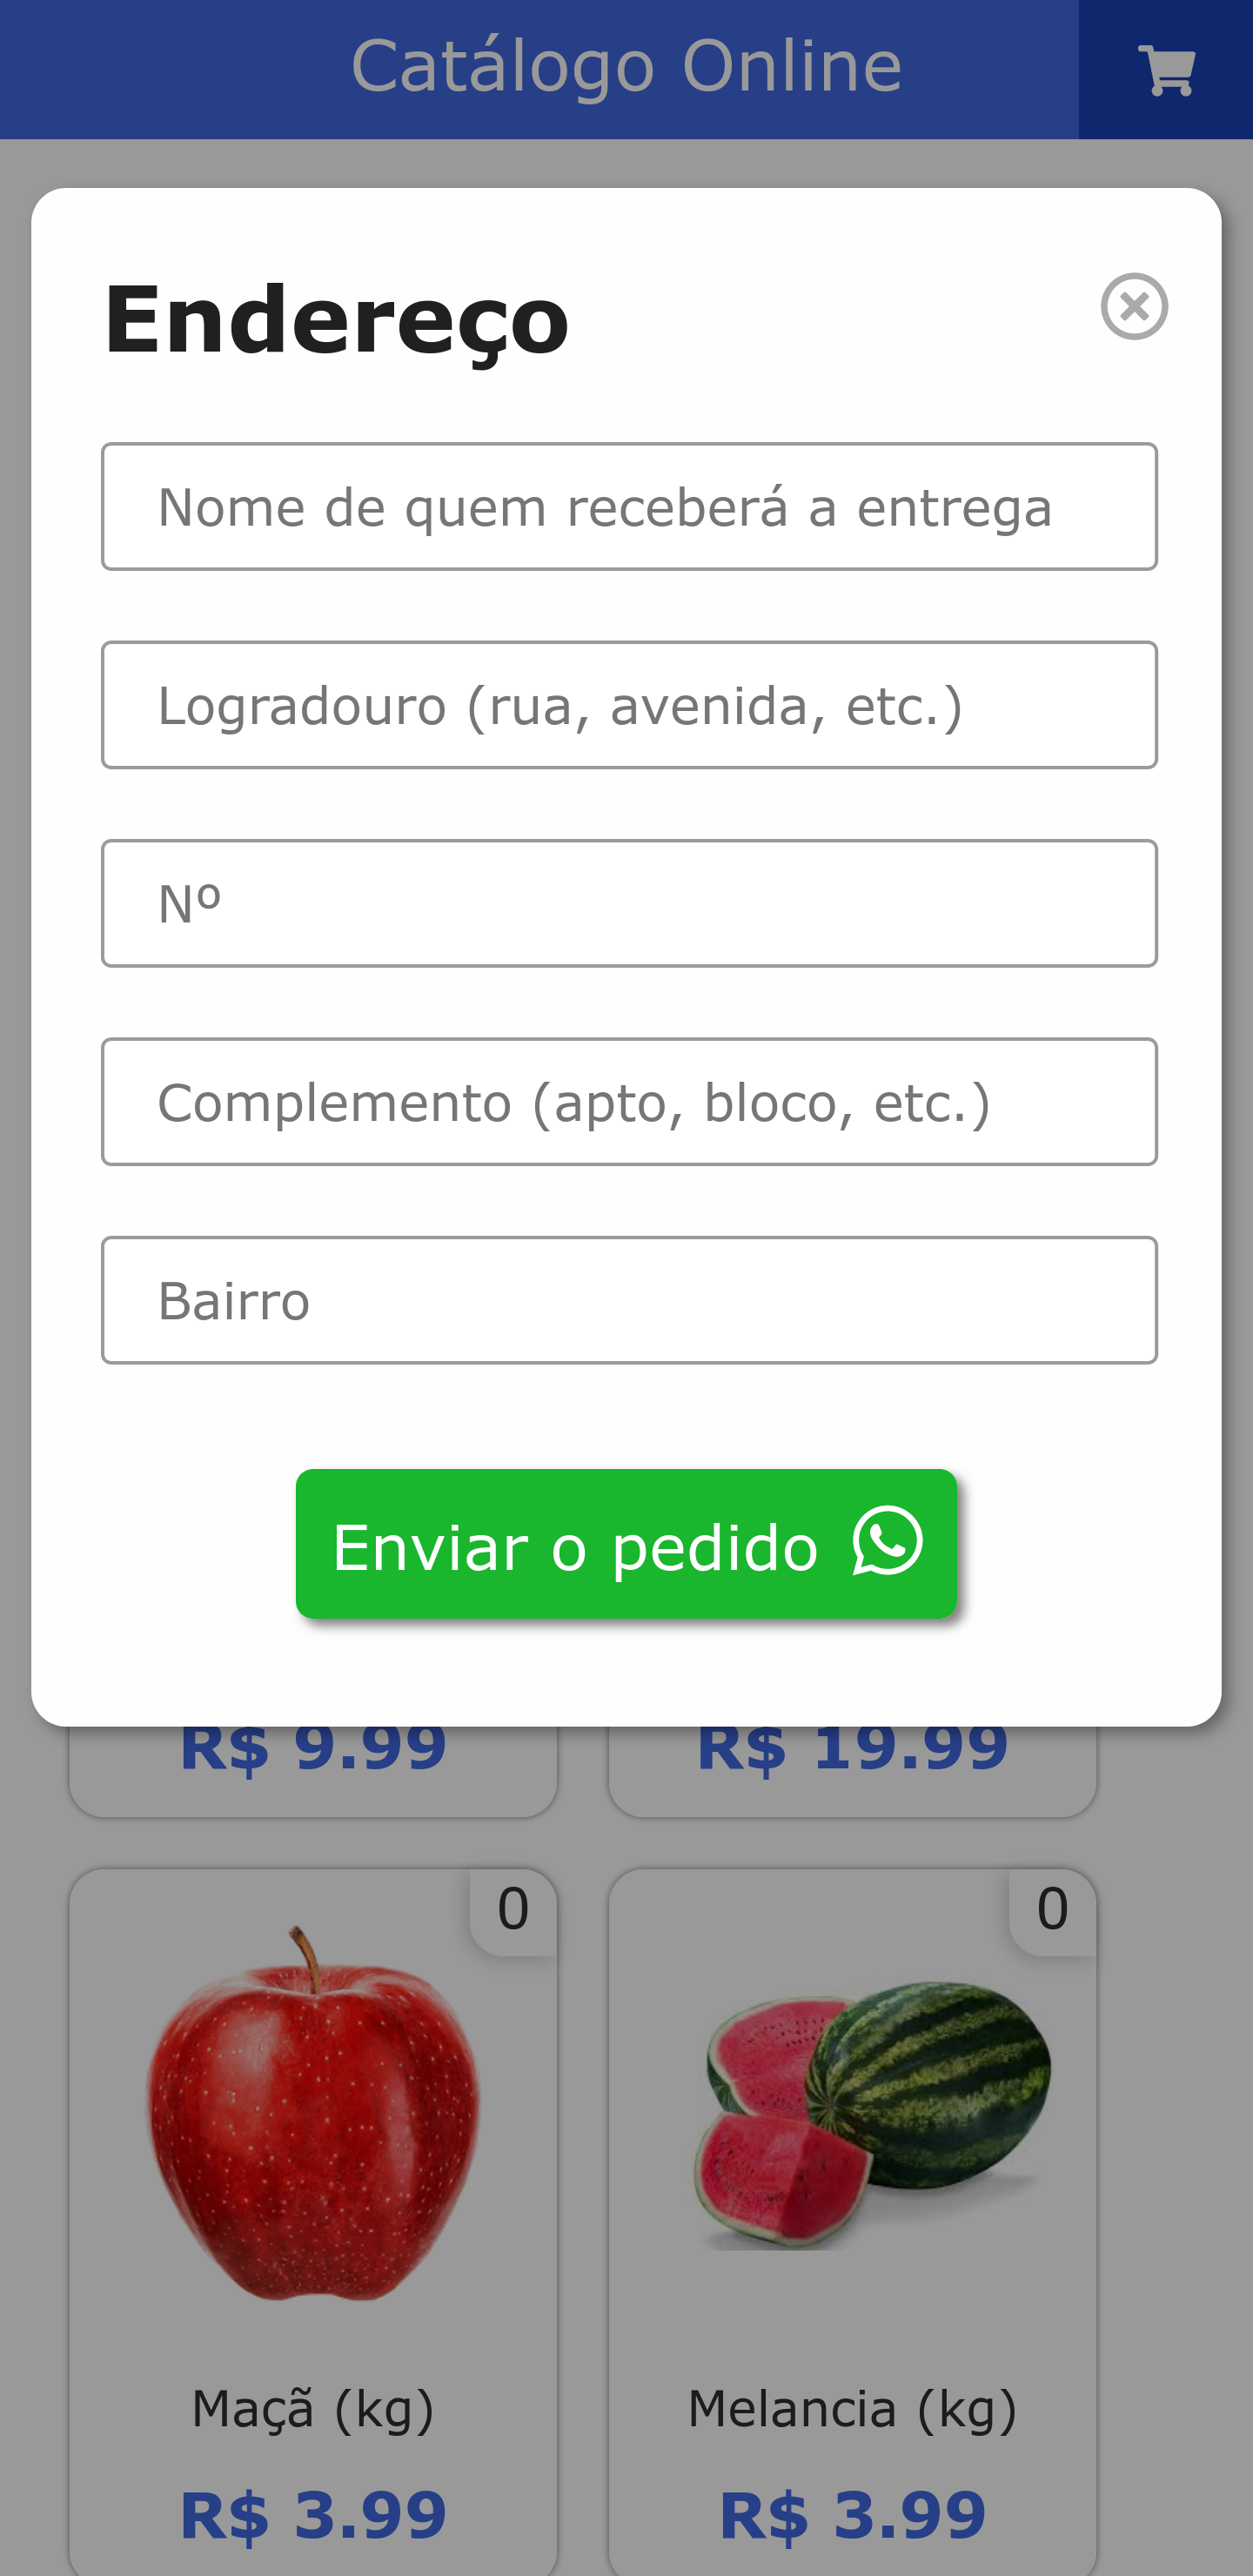 Catálogo Online
Endereço
Nome de quem receberá a entrega
Logradouro (rua, avenida, etc.)
Nº
Complemento (apto, bloco, etc.)
Bairro
Enviar o pedido
R$ 9.99
R$ 19.99
0
0
Maçã (kg)
Melancia (kg)
R$ 3.99
R$ 3.99